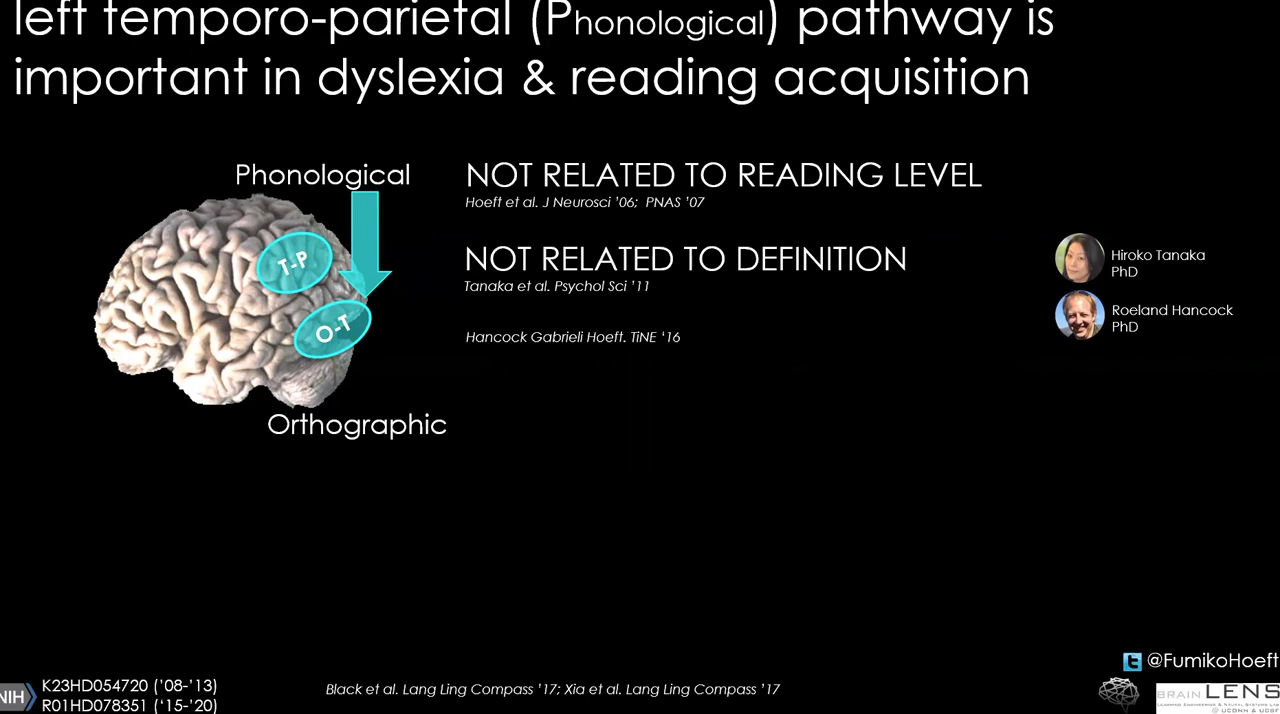 left temporo-parietal (Phonological) pathway is
important in dyslexia & reading acquisition
Phonological
T-P
O-T
Orthographic
NOT RELATED TO READING LEVEL
Hoeft et al. J Neurosci '06; PNAS '07
NOT RELATED TO DEFINITION
Tanaka et al. Psychol Sci '11
Hancock Gabrieli Hoeft. TiNE ‘16
Hiroko Tanaka
PhD
Roeland Hancock
PhD
@FumikoHoeft
NIH
K23HD054720 ('08-'13)
R01HD078351 (‘15-’20)
Black et al. Lang Ling Compass '17; Xia et al. Lang Ling Compass '17
BRAIN LENS
@ UCONN & UCSF